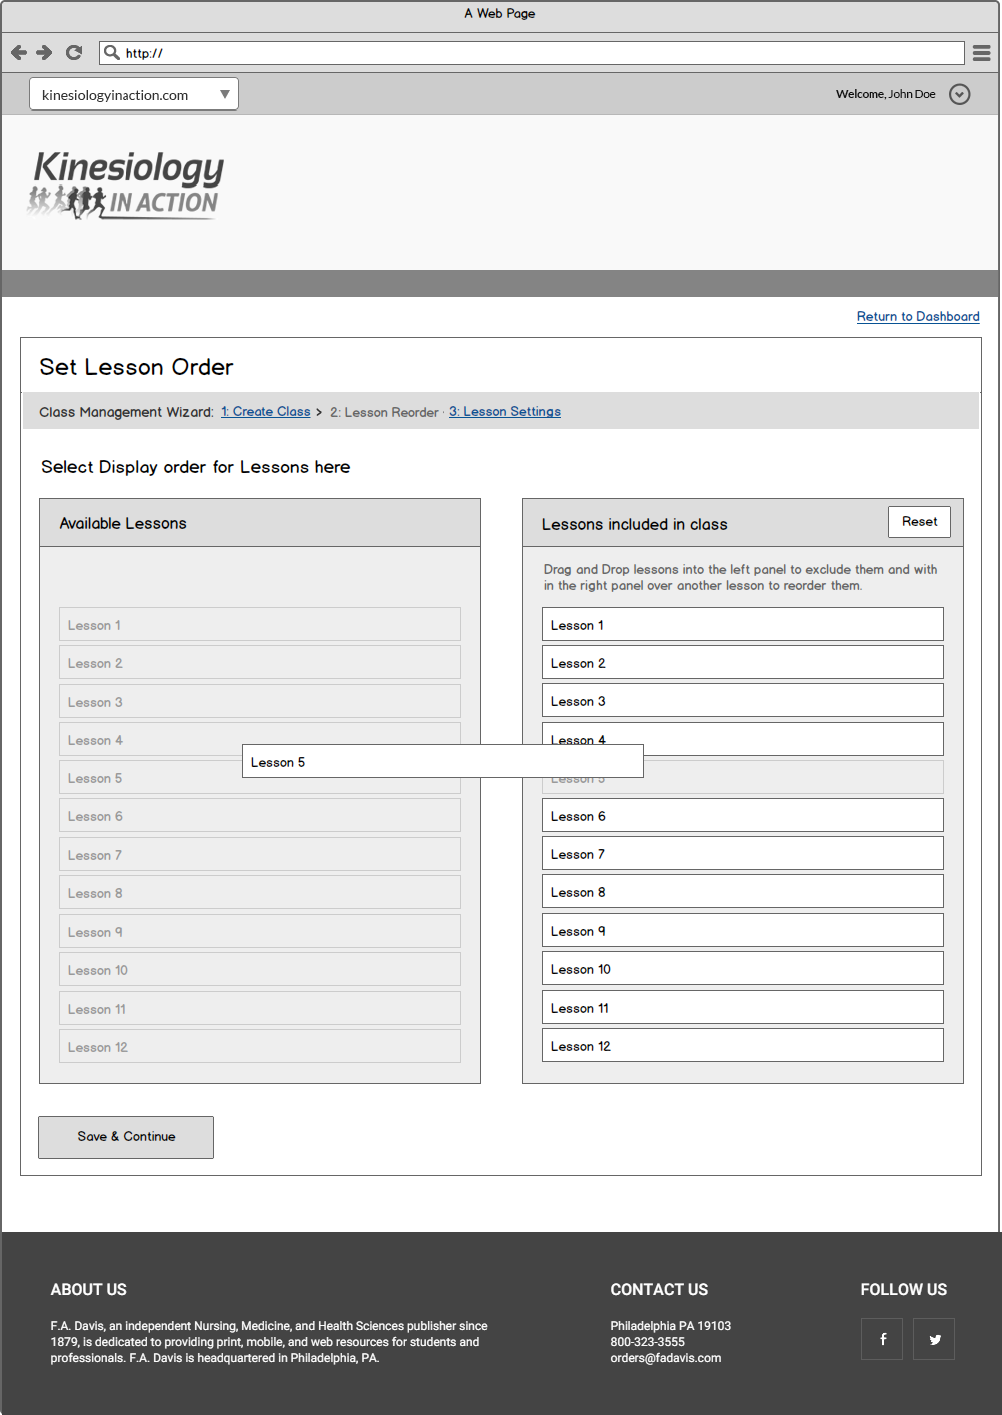 A Web Page
http://
kinesiologyinaction.com
Welcome, John Doe
Kinesiology
IN ACTION
Return to Dashboard
Set Lesson Order
Class Management Wizard: 1: Create Class > 2: Lesson Reorder · 3: Lesson Settings
Select Display order for Lessons here
Available Lessons
Lesson 1
Lesson 2
Lesson 3
Lesson 4
Lesson 5
Lesson 6
Lesson 7
Lesson 8
Lesson 9
Lesson 10
Lesson 11
Lesson 12
Lesson 5
Lessons included in class
Reset
Drag and Drop lessons into the left panel to exclude them and with
in the right panel over another lesson to reorder them.
Lesson 1
Lesson 2
Lesson 3
Lesson 4
Lesson 5
Lesson 6
Lesson 7
Lesson 8
Lesson 9
Lesson 10
Lesson 11
Lesson 12
Save & Continue
ABOUT US
F.A. Davis, an independent Nursing, Medicine, and Health Sciences publisher since
1879, is dedicated to providing print, mobile, and web resources for students and
professionals. F.A. Davis is headquartered in Philadelphia, PA.
CONTACT US
Philadelphia PA 19103
800-323-3555
orders@fadavis.com
FOLLOW US